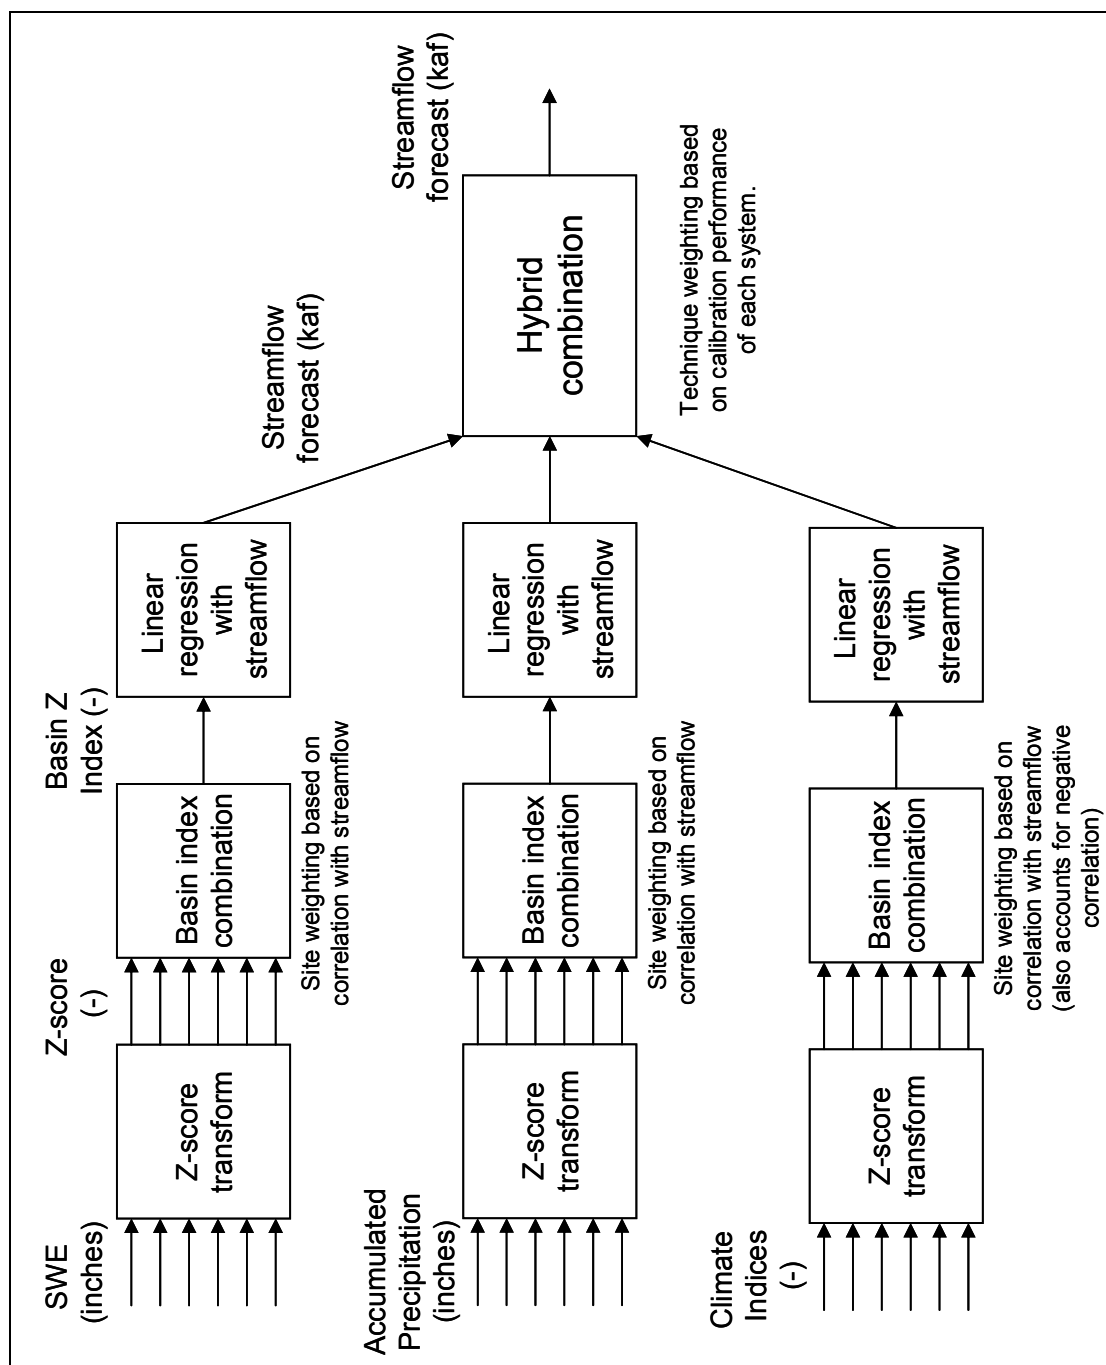 SWE
(inches)
Z-score
transform
Z-score
(-)
Basin index
combination
Site weighting based on
correlation with streamflow
Basin Z
Index (-)
Linear
regression
with
streamflow
Streamflow
forecast (kaf)
Accumulated
Precipitation
(inches)
Z-score
transform
Basin index
combination
Site weighting based on
correlation with streamflow
Linear
regression
with
streamflow
Hybrid
combination
Streamflow
forecast (kaf)
Technique weighting based
on calibration performance
of each system.
Climate
Indices
(-)
Z-score
transform
Basin index
combination
Site weighting based on
correlation with streamflow
(also accounts for negative
correlation)
Linear
regression
with
streamflow